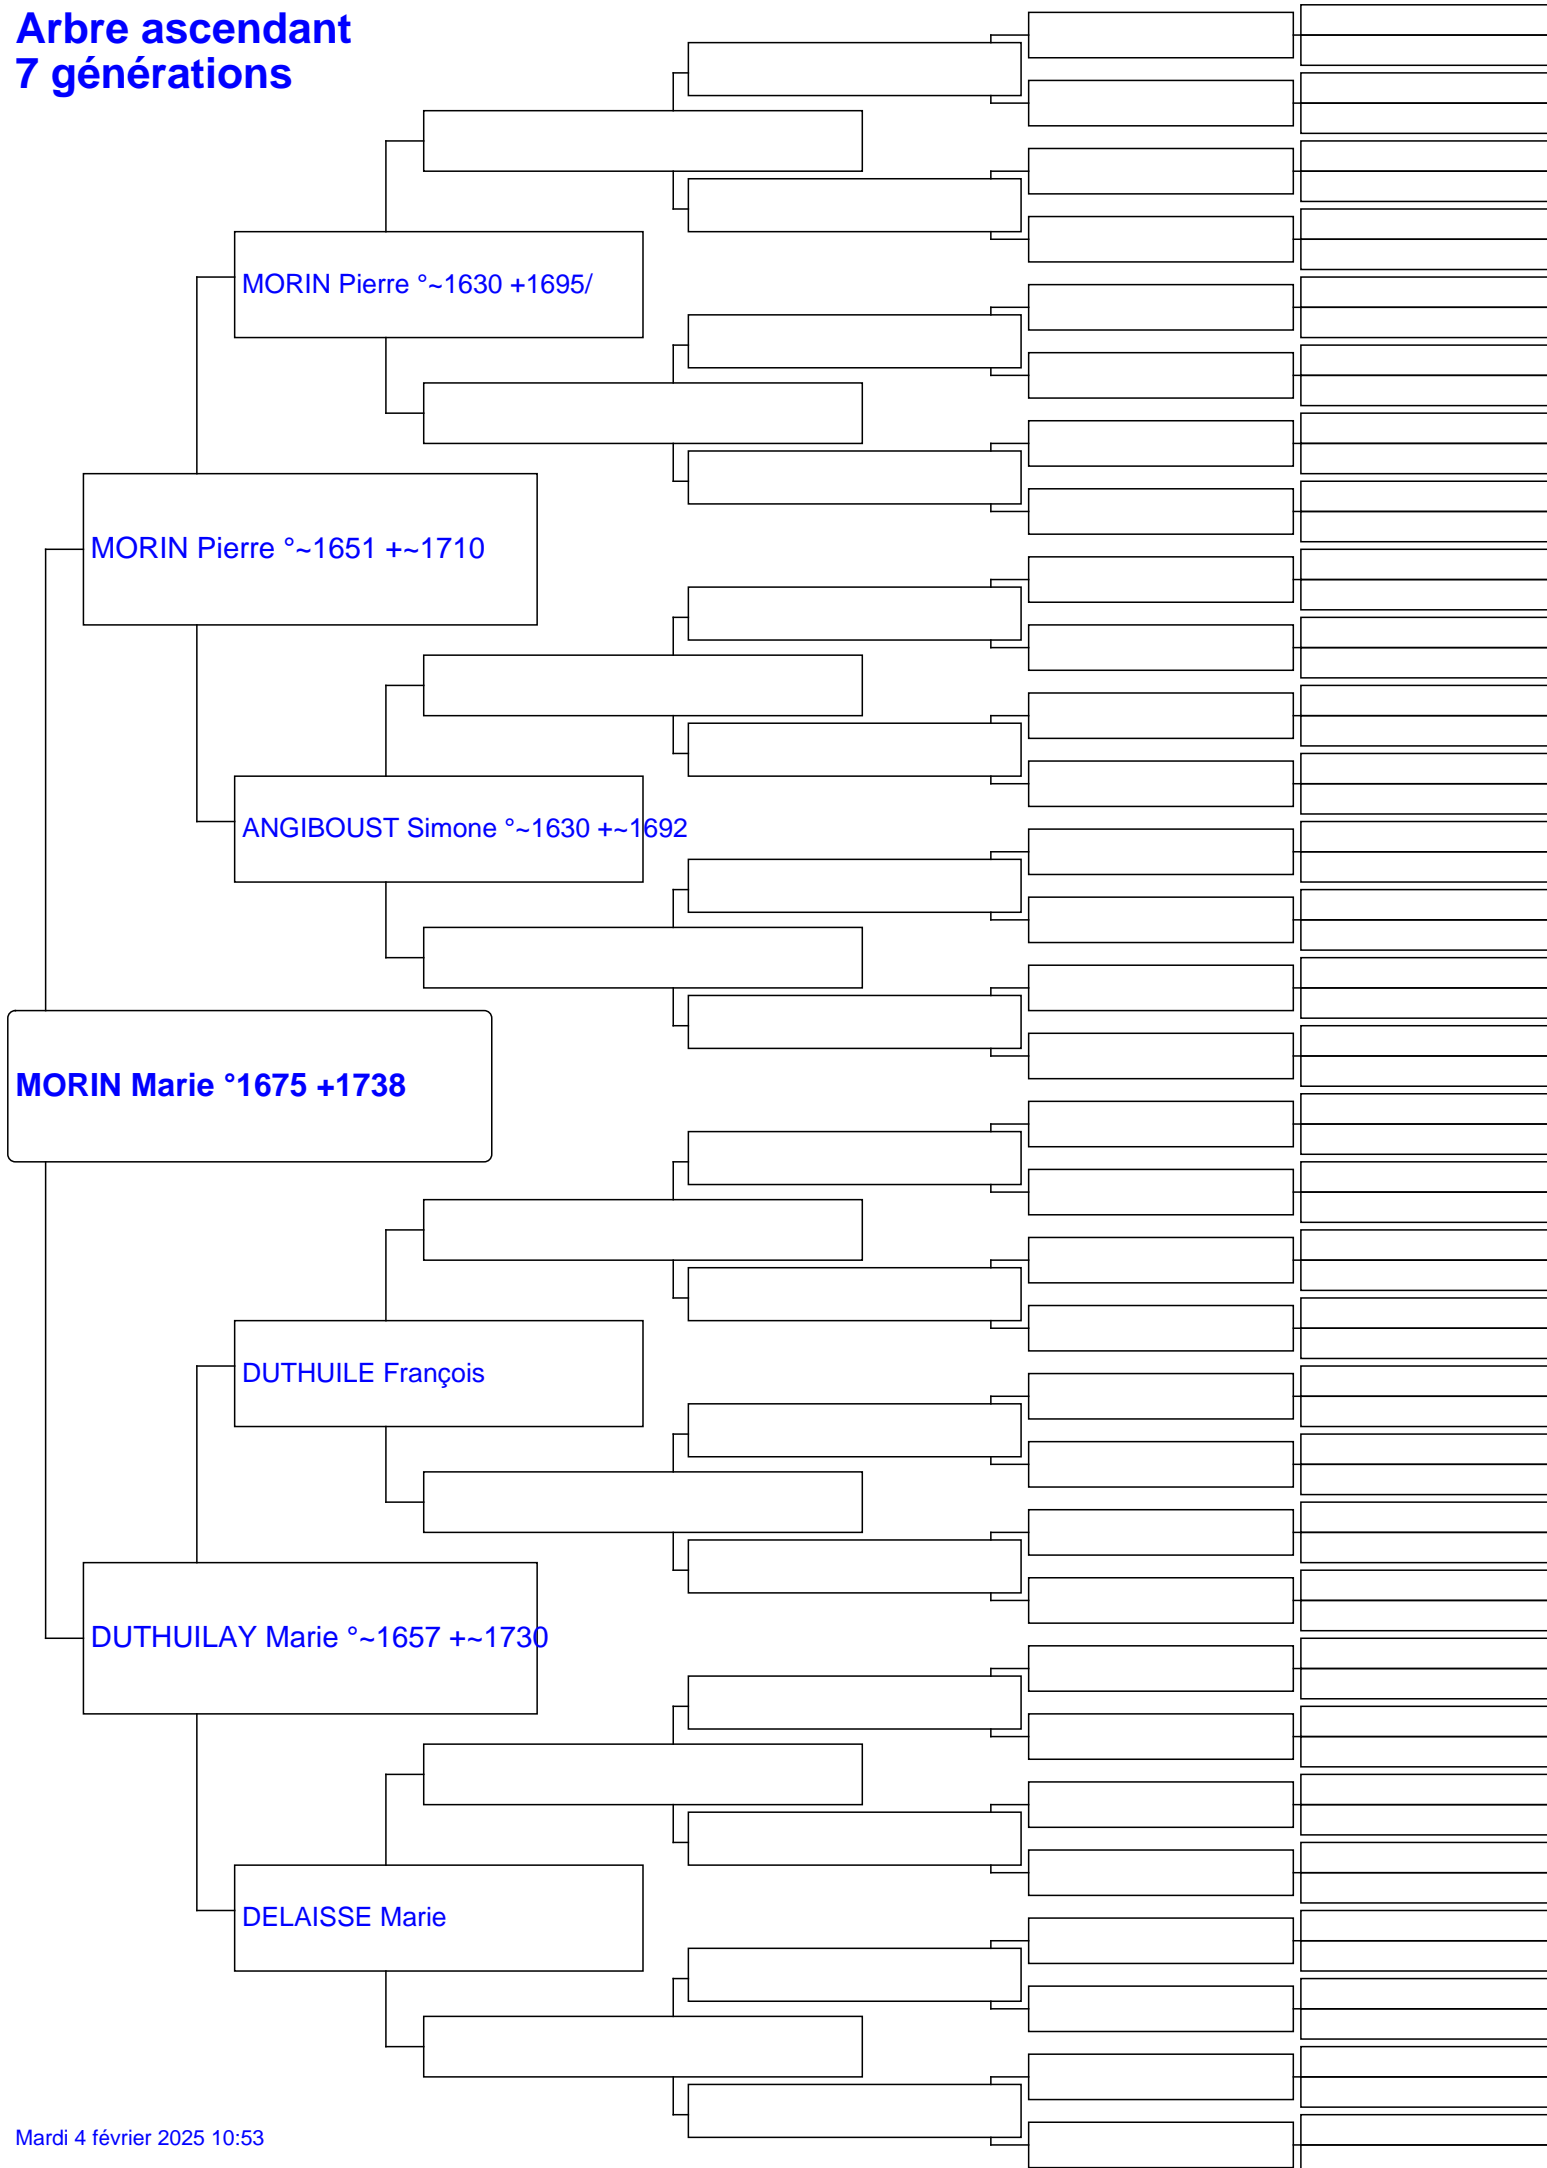 Arbre ascendant
7 générations
MORIN Pierre °~1630 +1695/
MORIN Pierre °~1651 +~1710
ANGIBOUST Simone °~1630 +~1692
MORIN Marie °1675 +1738
DUTHUILE François
DUTHUILAY Marie °~1657 +~1730
DELAISSE Marie
Mardi 4 février 2025 10:53